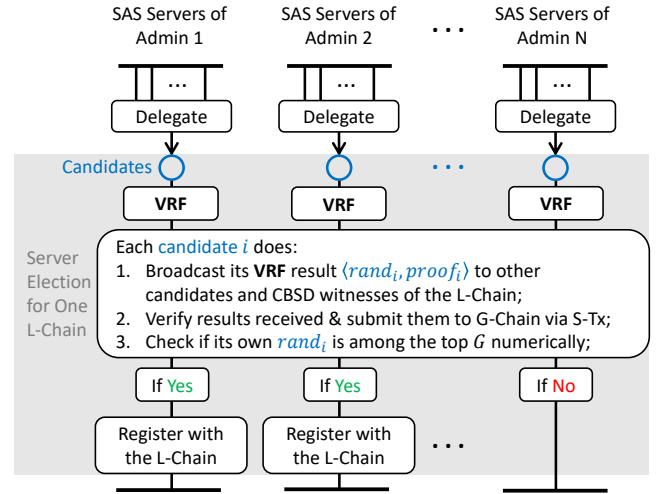 SAS Servers of
Admin 1
SAS Servers of
Admin 2
...
SAS Servers of
Admin N
... ... ...
Delegate Delegate Delegate
Candidates ...
VRF VRF VRF
Server
Election
for One
L-Chain
Each candidate i does:
1. Broadcast its VRF result ⟨rand_i, proof_i⟩ to other
candidates and CBSD witnesses of the L-Chain;
2. Verify results received & submit them to G-Chain via S-Tx;
3. Check if its own rand_i is among the top G numerically;
If Yes If Yes If No
Register with
the L-Chain
Register with
the L-Chain
...